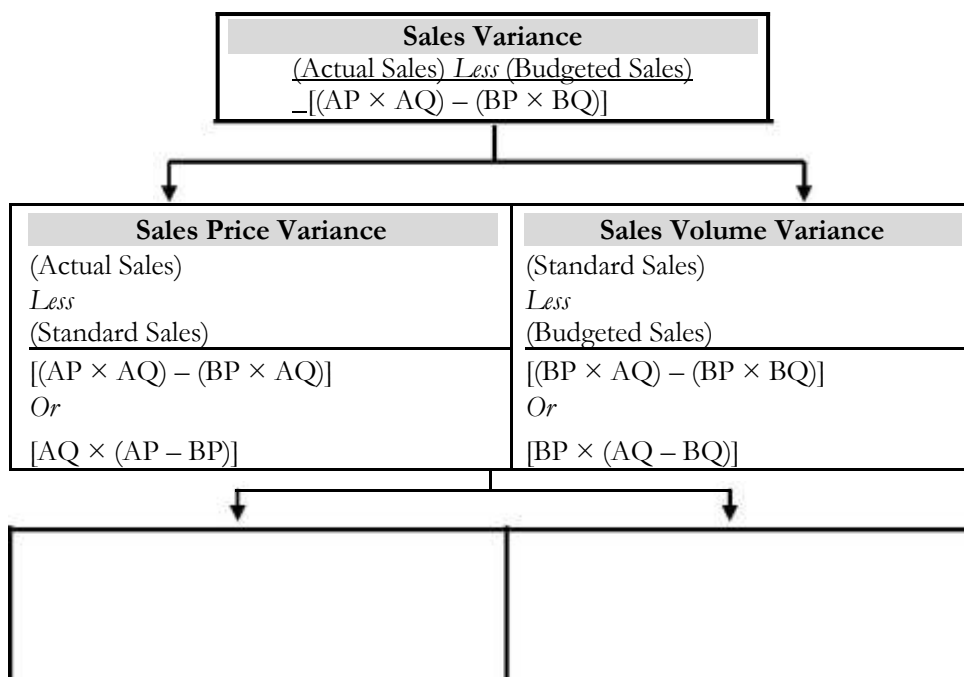 Sales Variance
(Actual Sales) Less (Budgeted Sales)
[(AP × AQ) – (BP × BQ)]
Sales Price Variance
(Actual Sales)
Less
(Standard Sales)
[(AP × AQ) – (BP × AQ)]
Or
[AQ × (AP – BP)]
Sales Volume Variance
(Standard Sales)
Less
(Budgeted Sales)
[(BP × AQ) – (BP × BQ)]
Or
[BP × (AQ – BQ)]